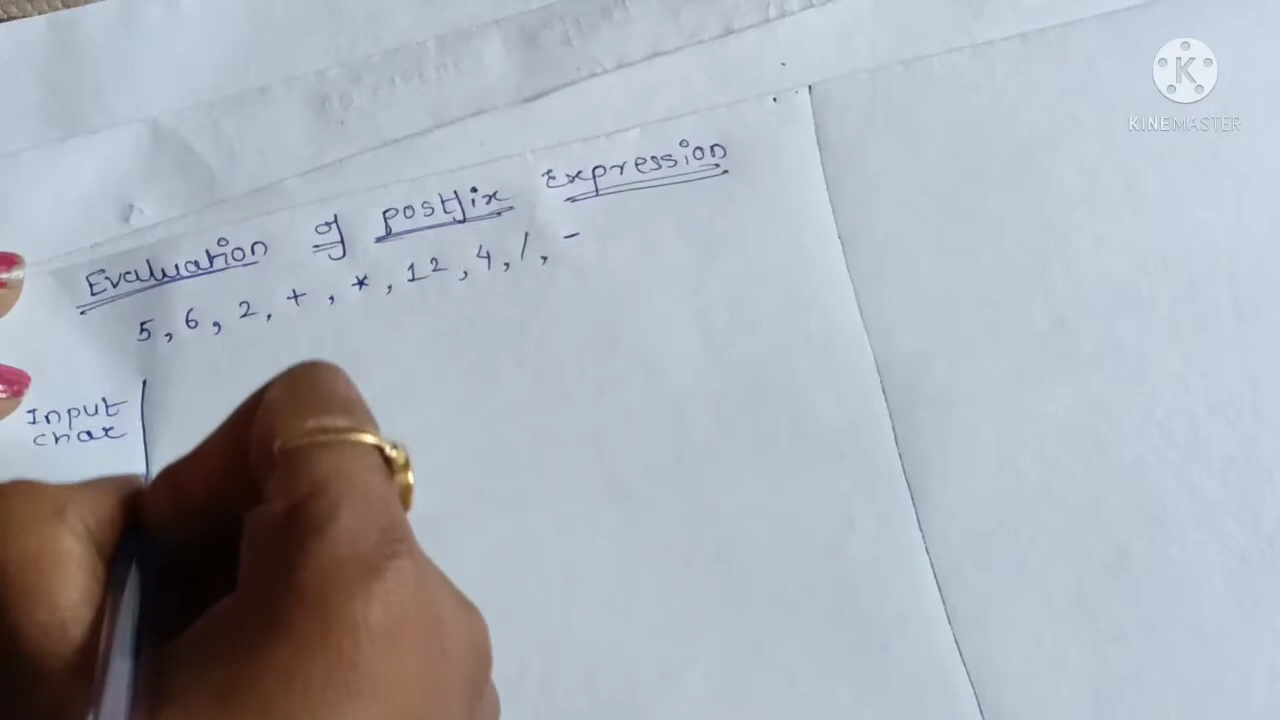 Evaluation of postfix Expression
5, 6, 2, +, *, 12, 4, /, -
Input
char
K
KINEMASTER